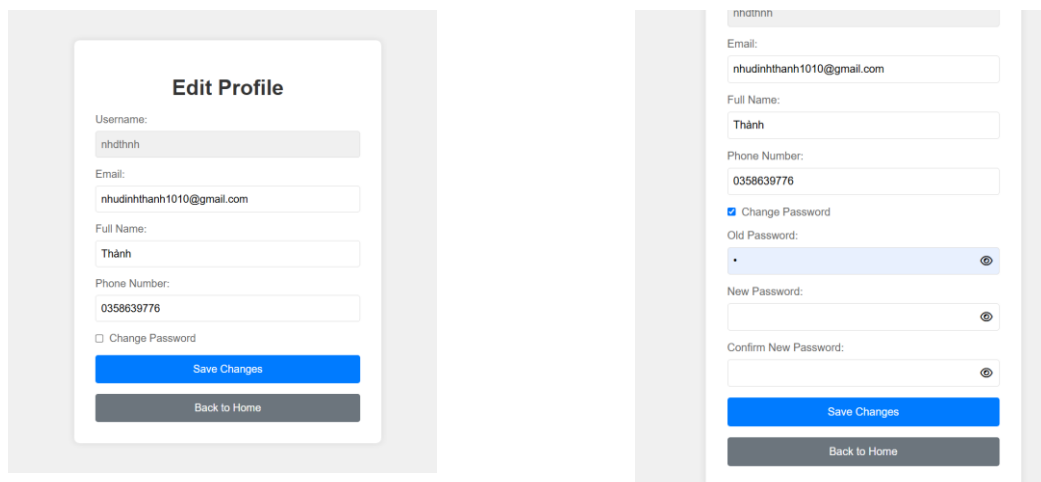 Edit Profile
Username:
nhdthnh
Email:
nhudinhthanh1010@gmail.com
Full Name:
Thành
Phone Number:
0358639776
Change Password
Save Changes
Back to Home
nhdthnh
Email:
nhudinhthanh1010@gmail.com
Full Name:
Thành
Phone Number:
0358639776
Change Password
Old Password:
•
New Password:
Confirm New Password:
Save Changes
Back to Home